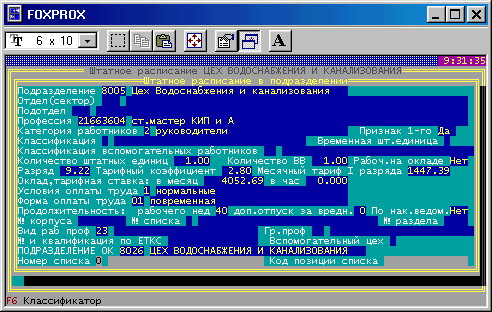 FOXPROX
6 x 10
A
9:31:35
Штатное расписание ЦЕХ ВОДОСНАБЖЕНИЯ И КАНАЛИЗОВАНИЯ
Штатное расписание в подразделении
Подразделение 8005 Цех Водоснабжения и канализования
Отдел(сектор)
Подотдел
Профессия 21663604 ст.мастер КИП и А
Категория работников 2 руководители Признак 1-го Да
Классификация Временная шт.единица
Классификация вспомогательных работников
Количество штатных единиц 1.00 Количество ВВ 1.00 Рабоч.на окладе Нет
Разряд 9.22 Тарифный коэффициент 2.80 Месячный тариф I разряда 1447.39
Оклад,тарифная ставка: в месяц 4052.69 в час 0.000
Условия оплаты труда 1 нормальные
Форма оплаты труда 01 повременная
Продолжительность: рабочего нед 40 доп.отпуск за вредн. 0 По нак.ведом. Нет
№ корпуса № списка № раздела
Вид раб проф 23 Гр.проф
№ и квалификация по ЕТКС Вспомогательный цех
ПОДРАЗДЕЛЕНИЕ ОК 8026 ЦЕХ ВОДОСНАБЖЕНИЯ И КАНАЛИЗОВАНИЯ
Номер списка 0 Код позиции списка
F6 Классификатор